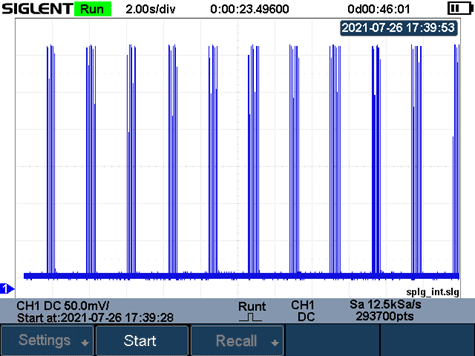 SIGLENT Run 2.00s/div 0:00:23.49600 0d00:46:01
2021-07-26 17:39:53
1
splg_int.slg
CH1 DC 50.0mV/ Runt CH1 Sa 12.5kSa/s
Start at:2021-07-26 17:39:28 DC 293700pts
Settings Start Recall